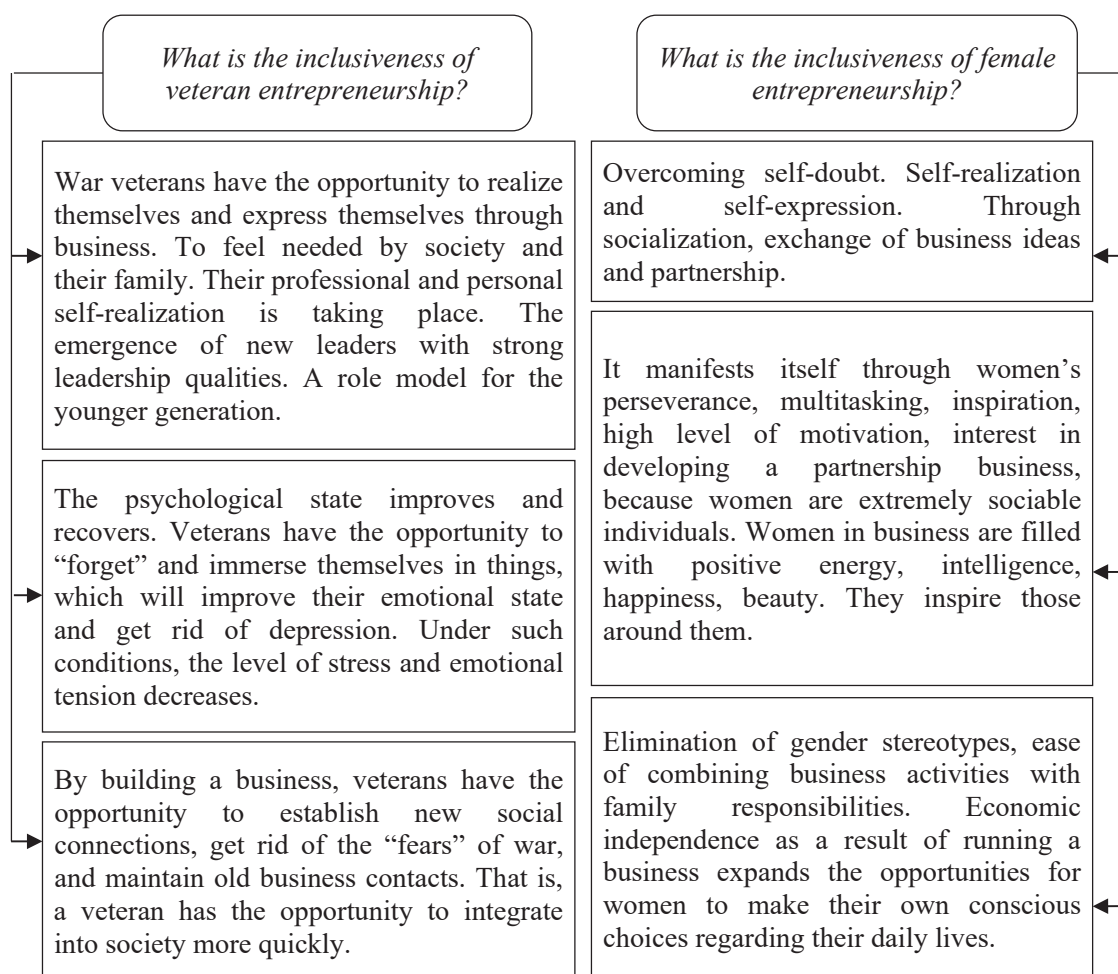 What is the inclusiveness of
veteran entrepreneurship?
War veterans have the opportunity to realize
themselves and express themselves through
business. To feel needed by society and
their family. Their professional and personal
self-realization is taking place. The
emergence of new leaders with strong
leadership qualities. A role model for the
younger generation.
The psychological state improves and
recovers. Veterans have the opportunity to
“forget” and immerse themselves in things,
which will improve their emotional state
and get rid of depression. Under such
conditions, the level of stress and emotional
tension decreases.
By building a business, veterans have the
opportunity to establish new social
connections, get rid of the “fears” of war,
and maintain old business contacts. That is,
a veteran has the opportunity to integrate
into society more quickly.
What is the inclusiveness of female
entrepreneurship?
Overcoming self-doubt. Self-realization
and self-expression. Through
socialization, exchange of business ideas
and partnership.
It manifests itself through women’s
perseverance, multitasking, inspiration,
high level of motivation, interest in
developing a partnership business,
because women are extremely sociable
individuals. Women in business are filled
with positive energy, intelligence,
happiness, beauty. They inspire those
around them.
Elimination of gender stereotypes, ease
of combining business activities with
family responsibilities. Economic
independence as a result of running a
business expands the opportunities for
women to make their own conscious
choices regarding their daily lives.